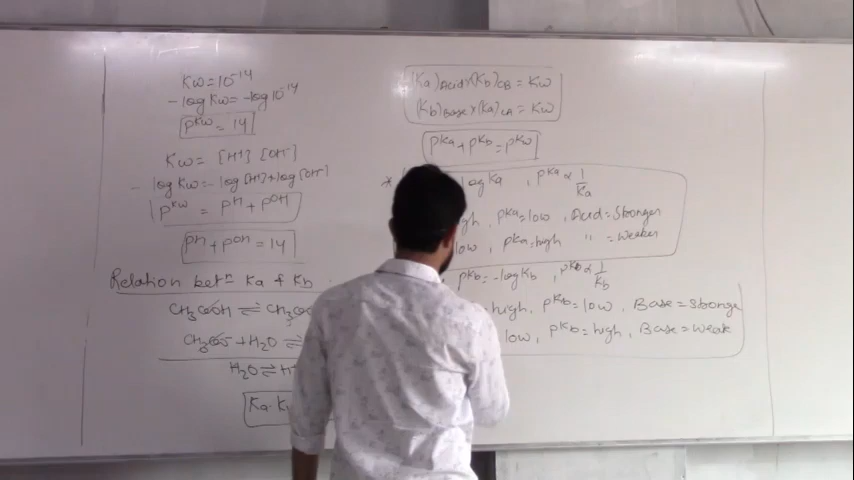 Kw = 10⁻¹⁴
- log Kw = - log 10⁻¹⁴
pKw = 14
Kw = [H⁺] [OH⁻]
- log Kw = - log [H⁺] + log [OH⁻]
pKw = pH + pOH
pH + pOH = 14
Relation betⁿ Ka & Kb
CH₃COOH ⇌ CH₃COO
CH₃COO + H₂O ⇌
H₂O ⇌ H
Ka.K
(Ka)Acid × (Kb)CB = Kw
(Kb)Base × (Ka)CA = Kw
pKa + pKb = pKw
* log Ka , pKa ∝ 1/Ka
gh , pKa = low , Acid = Stronger
low , pKa = high " = Weaker
pKb = - log Kb , pKb ∝ 1/Kb
high, pKb = low, Base = Stronge
low, pKb = high, Base = Weak